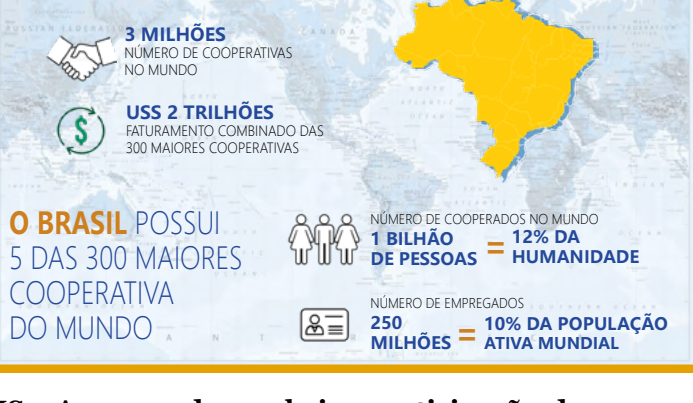 3 MILHÕES
NÚMERO DE COOPERATIVAS
NO MUNDO
USS 2 TRILHÕES
FATURAMENTO COMBINADO DAS
300 MAIORES COOPERATIVAS
O BRASIL POSSUI
5 DAS 300 MAIORES
COOPERATIVA
DO MUNDO
NÚMERO DE COOPERADOS NO MUNDO
1 BILHÃO
DE PESSOAS
=
12% DA
HUMANIDADE
NÚMERO DE EMPREGADOS
250
MILHÕES
=
10% DA POPULAÇÃO
ATIVA MUNDIAL